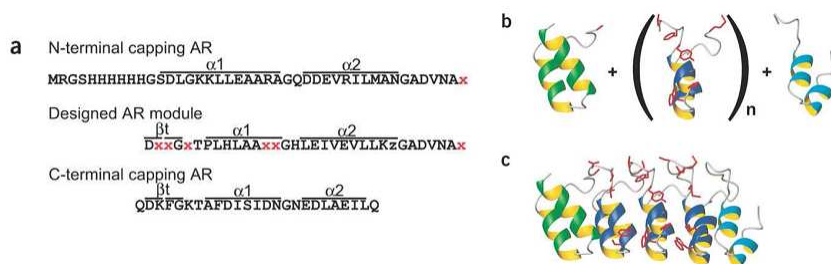 a
N-terminal capping AR
α1 α2
MRGSHHHHHHGSDLGKKLLEAARAGQDDEVRILMANGADVNAx
Designed AR module
βt α1 α2
DxxGxTPLHLAAxxGHLEIVEVLLKzGADVNAx
C-terminal capping AR
βt α1 α2
QDKFGKTAFDISIDNGNEDLAEILQ
b
+ ( ) n +
c